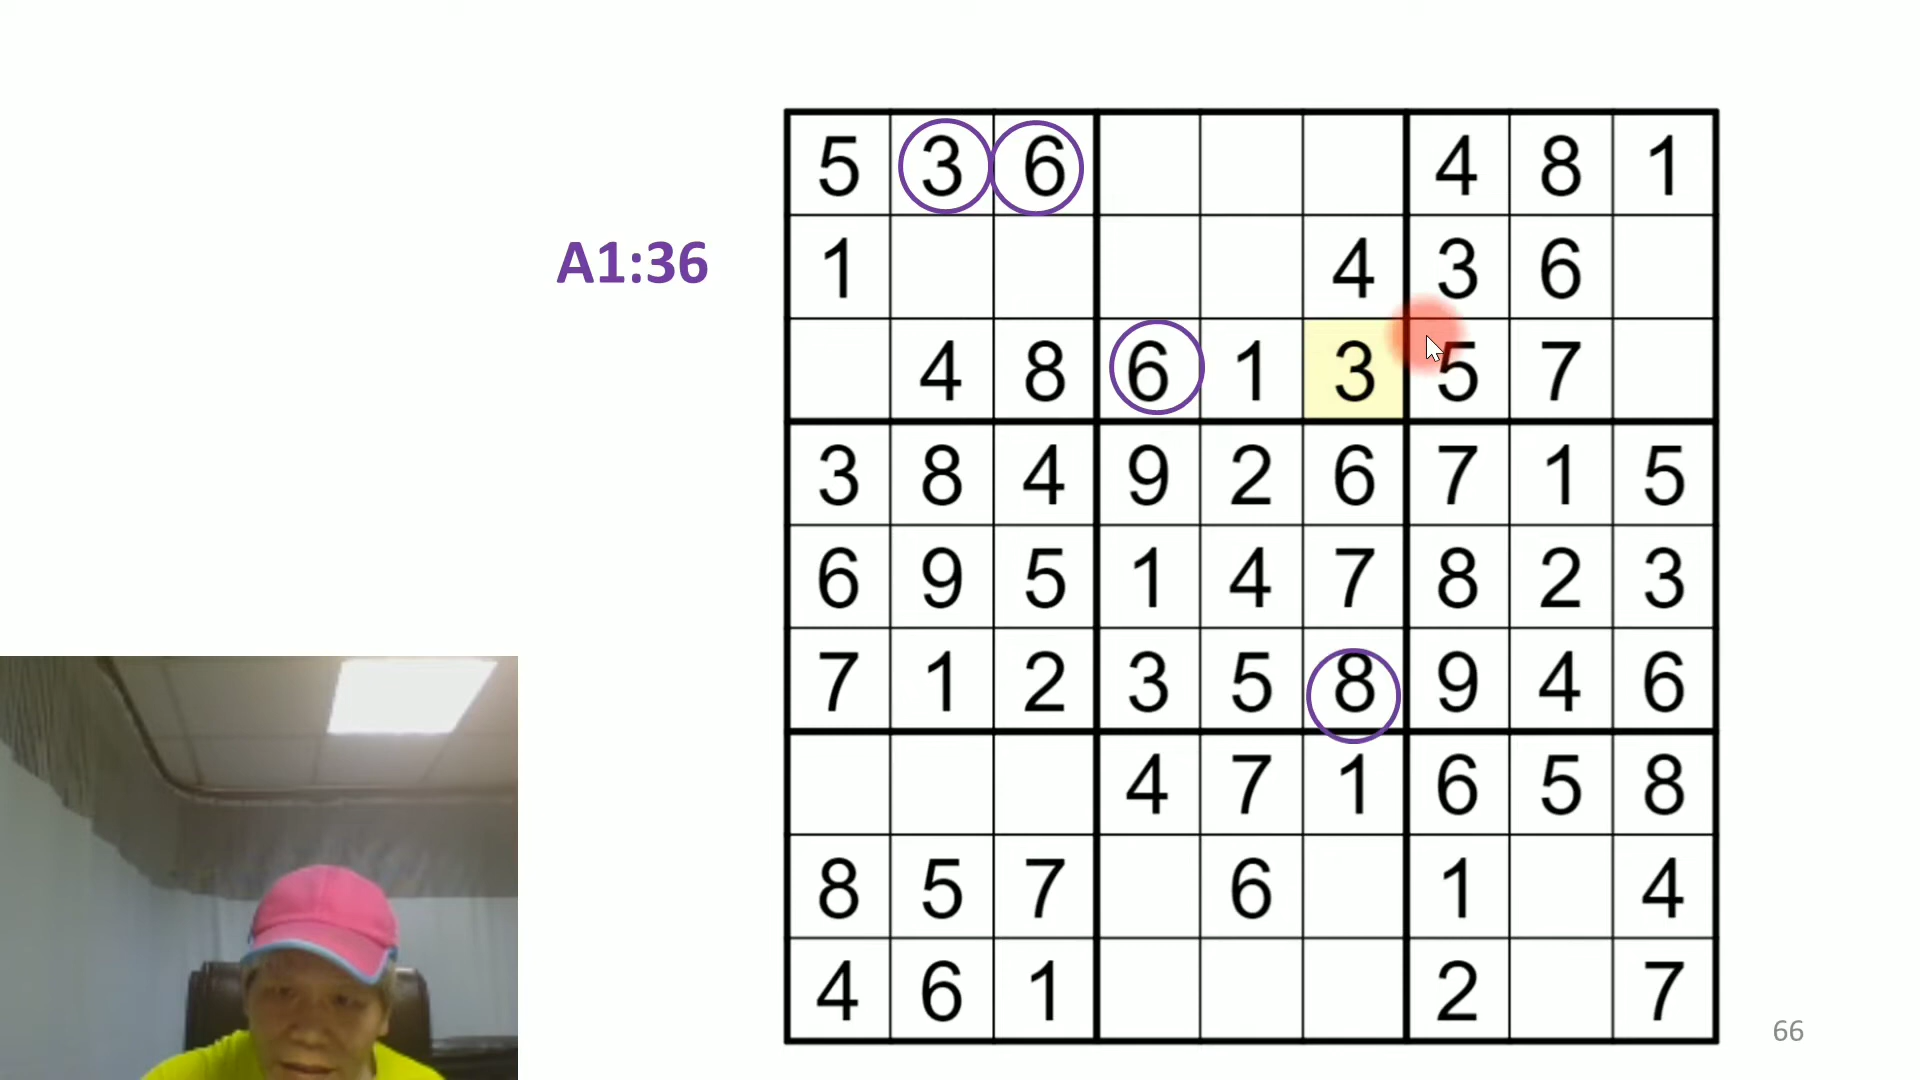 5 3 6 4 8 1
A1:36
1 4 3 6
4 8 6 1 3 5 7
3 8 4 9 2 6 7 1 5
6 9 5 1 4 7 8 2 3
7 1 2 3 5 8 9 4 6
4 7 1 6 5 8
8 5 7 6 1 4
4 6 1 2 7
66